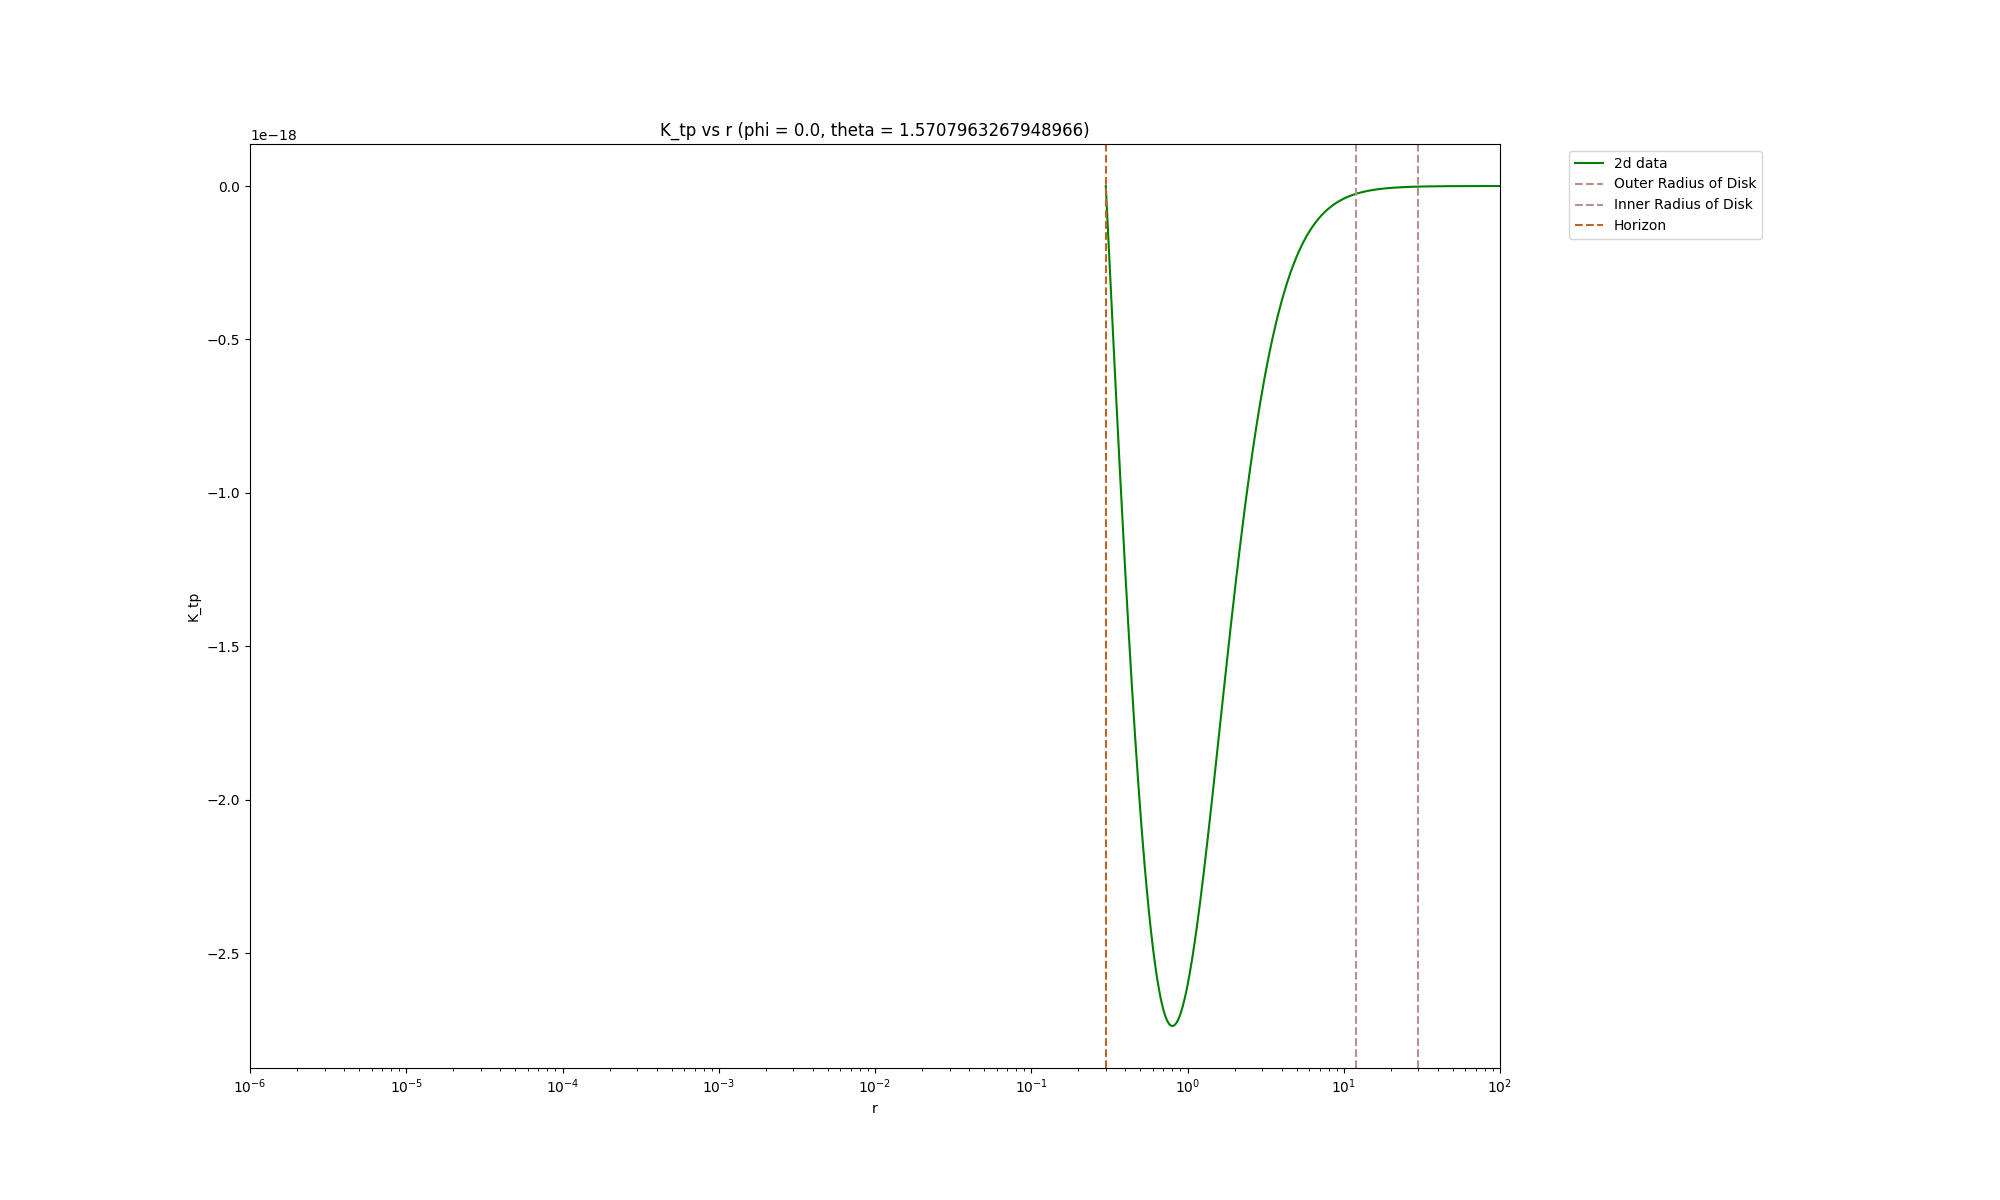 K_tp vs r (phi = 0.0, theta = 1.5707963267948966)
1e−18
0.0
−0.5
−1.0
−1.5
−2.0
−2.5
K_tp
10⁻⁶ 10⁻⁵ 10⁻⁴ 10⁻³ 10⁻² 10⁻¹ 10⁰ 10¹ 10²
r
2d data
Outer Radius of Disk
Inner Radius of Disk
Horizon